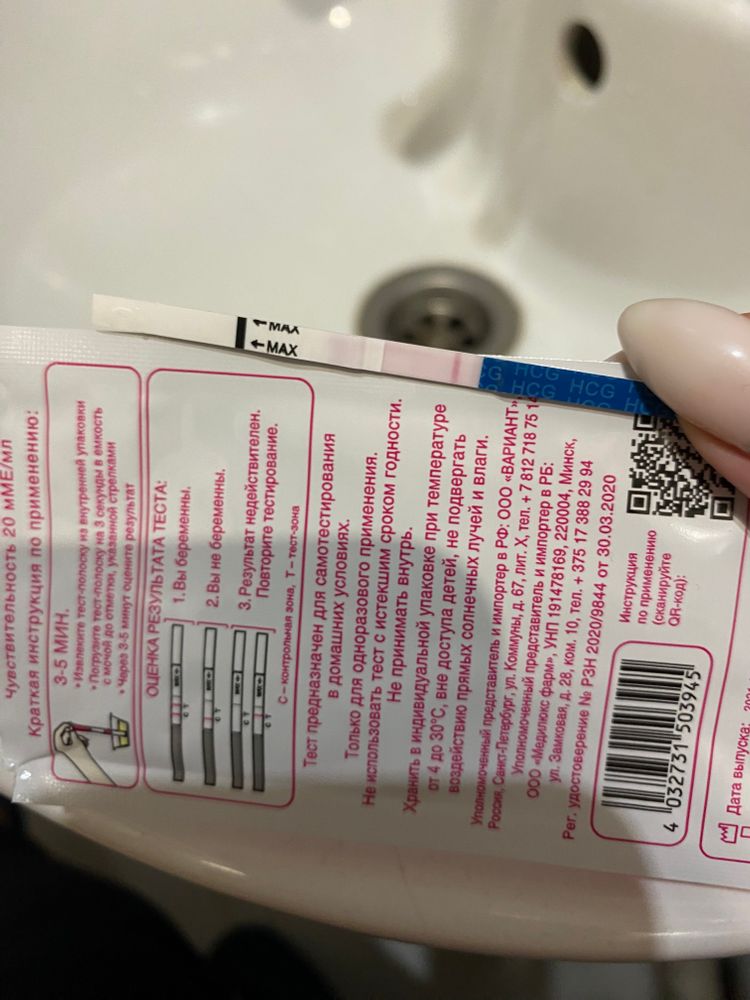 MAX
MAX
HCG HCG
HCG HCG HC
Чувствительность 20 мМЕ/мл
Краткая инструкция по применению:
3-5 МИН.
• Извлеките тест-полоску из внутренней упаковки
• Погрузите тест-полоску на 3 секунды в емкость
с мочой до отметки, указанной стрелками
• Через 3-5 минут оцените результат
ОЦЕНКА РЕЗУЛЬТАТА ТЕСТА:
1. Вы беременны.
2. Вы не беременны.
3. Результат недействителен.
Повторите тестирование.
C T
C T
C T
C – контрольная зона, T – тест-зона
Тест предназначен для самотестирования
в домашних условиях.
Только для одноразового применения.
Не использовать тест с истекшим сроком годности.
Не принимать внутрь.
Хранить в индивидуальной упаковке при температуре
от 4 до 30°С, вне доступа детей, не подвергать
воздействию прямых солнечных лучей и влаги.
Уполномоченный представитель и импортер в РФ: ООО «ВАРИАНТ»,
Россия, Санкт-Петербург, ул. Коммуны, д. 67, лит. X, тел. + 7 812 718 75 1
Уполномоченный представитель и импортер в РБ:
ООО «Медилюкс фарм», УНП 191478169, 220004, Минск,
ул. Замковая, д. 28, ком. 10, тел. + 375 17 388 29 94
Рег. удостоверение № РЗН 2020/9844 от 30.03.2020
Инструкция
по применению
(сканируйте
QR-код):
4 032731 503945
Дата выпуска: